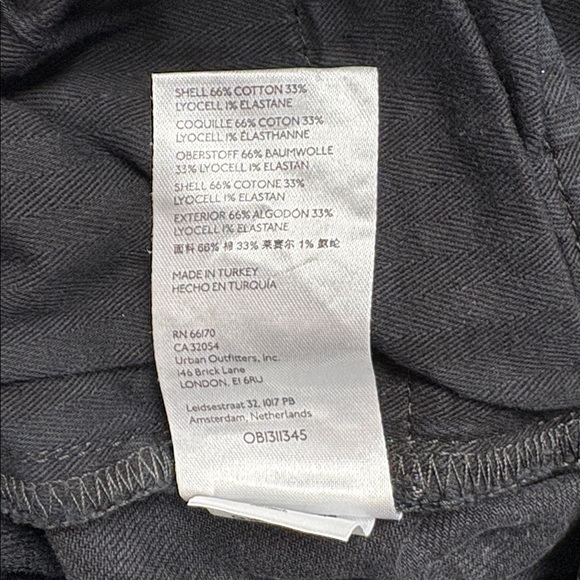 SHELL 66% COTTON 33%
LYOCELL 1% ELASTANE
COQUILLE 66% COTON 33%
LYOCELL 1% ÉLASTHANNE
OBERSTOFF 66% BAUMWOLLE
33% LYOCELL 1% ELASTAN
SHELL 66% COTONE 33%
LYOCELL 1% ELASTAN
EXTERIOR 66% ALGODÓN 33%
LYOCELL 1% ELASTANE
面料 66% 棉 33% 莱赛尔 1% 氨纶
MADE IN TURKEY
HECHO EN TURQUÍA
RN 66170
CA 32054
Urban Outfitters, Inc.
146 Brick Lane
LONDON, E1 6RU
Leidsestraat 32, 1017 PB
Amsterdam, Netherlands
OB1311345